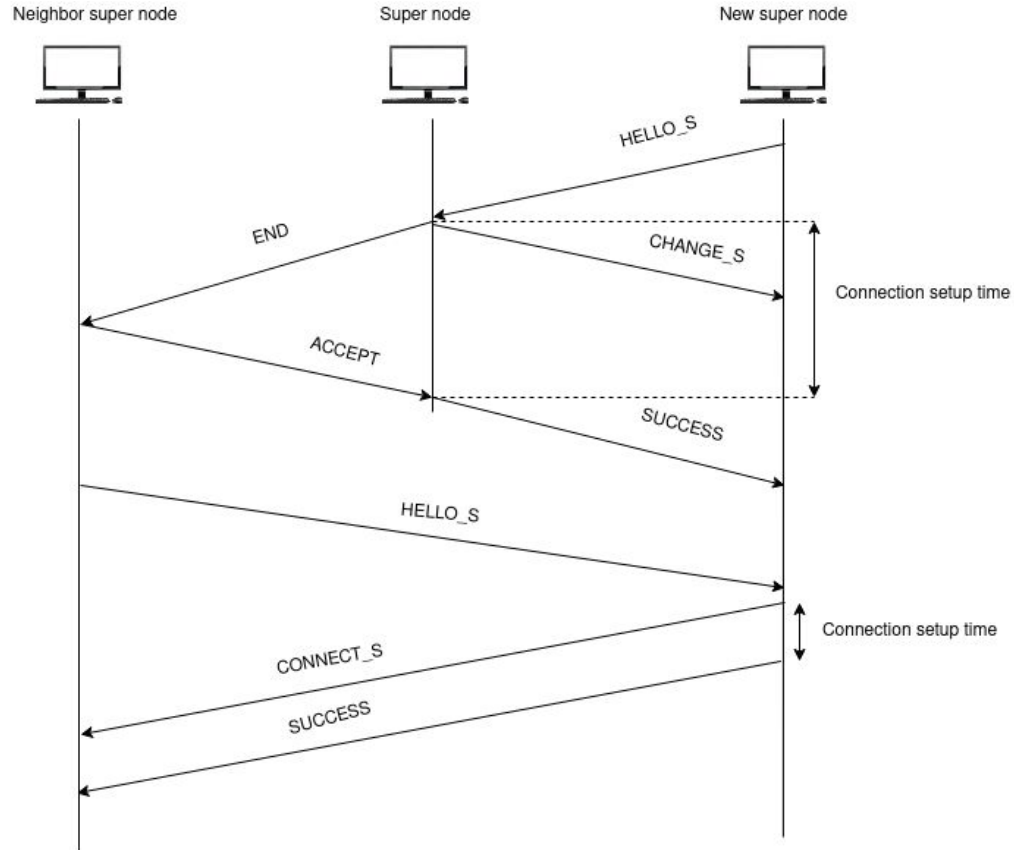 Neighbor super node
Super node
New super node
HELLO_S
END
CHANGE_S
Connection setup time
ACCEPT
SUCCESS
HELLO_S
Connection setup time
CONNECT_S
SUCCESS